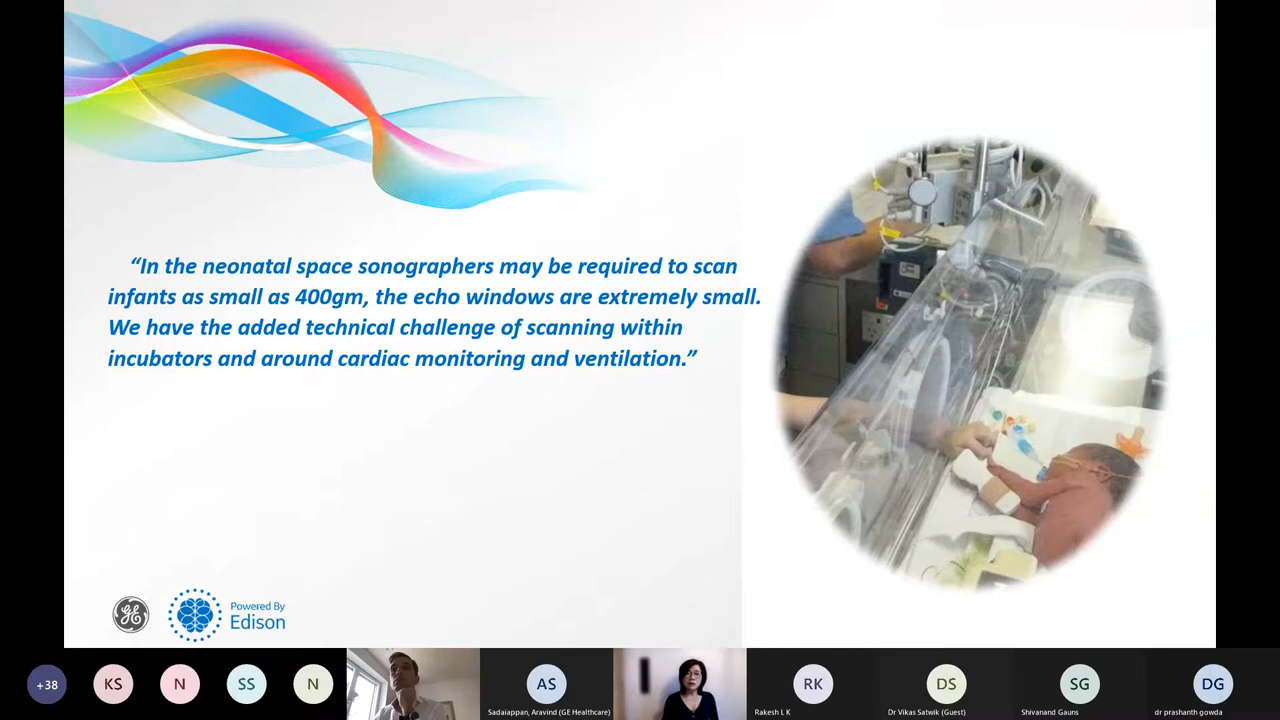 “In the neonatal space sonographers may be required to scan
infants as small as 400gm, the echo windows are extremely small.
We have the added technical challenge of scanning within
incubators and around cardiac monitoring and ventilation.”
GE
Powered By
Edison
+38
KS
N
SS
N
AS
RK
DS
SG
DG
Sadaiappan, Aravind (GE Healthcare)
Rakesh L K
Dr Vikas Satwik (Guest)
Shivanand Gauns
dr prashanth gowda